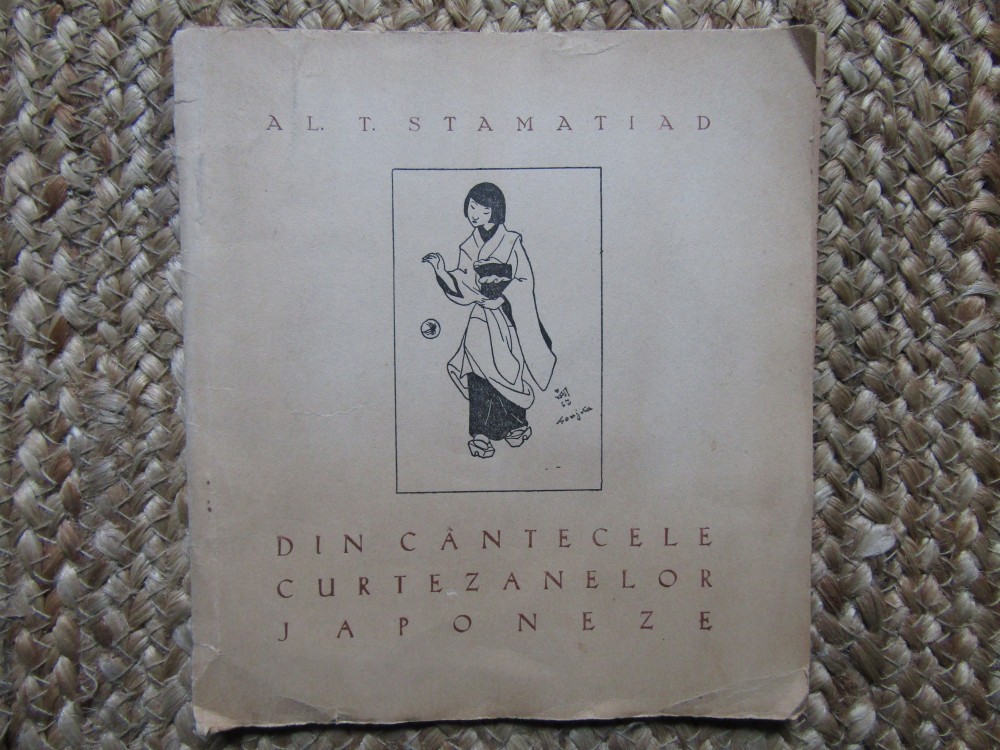 AL. T. STAMATIAD
DIN CÂNTECELE
CURTEZANELOR
JAPONEZE